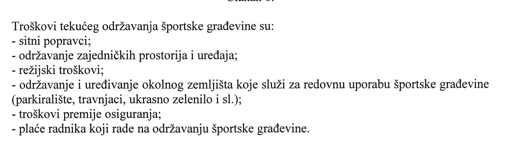 Troškovi tekućeg održavanja športske građevine su:
- sitni popravci;
- održavanje zajedničkih prostorija i uređaja;
- režijski troškovi;
- održavanje i uređivanje okolnog zemljišta koje služi za redovnu uporabu športske građevine
(parkiralište, travnjaci, ukrasno zelenilo i sl.);
- troškovi premije osiguranja;
- plaće radnika koji rade na održavanju športske građevine.